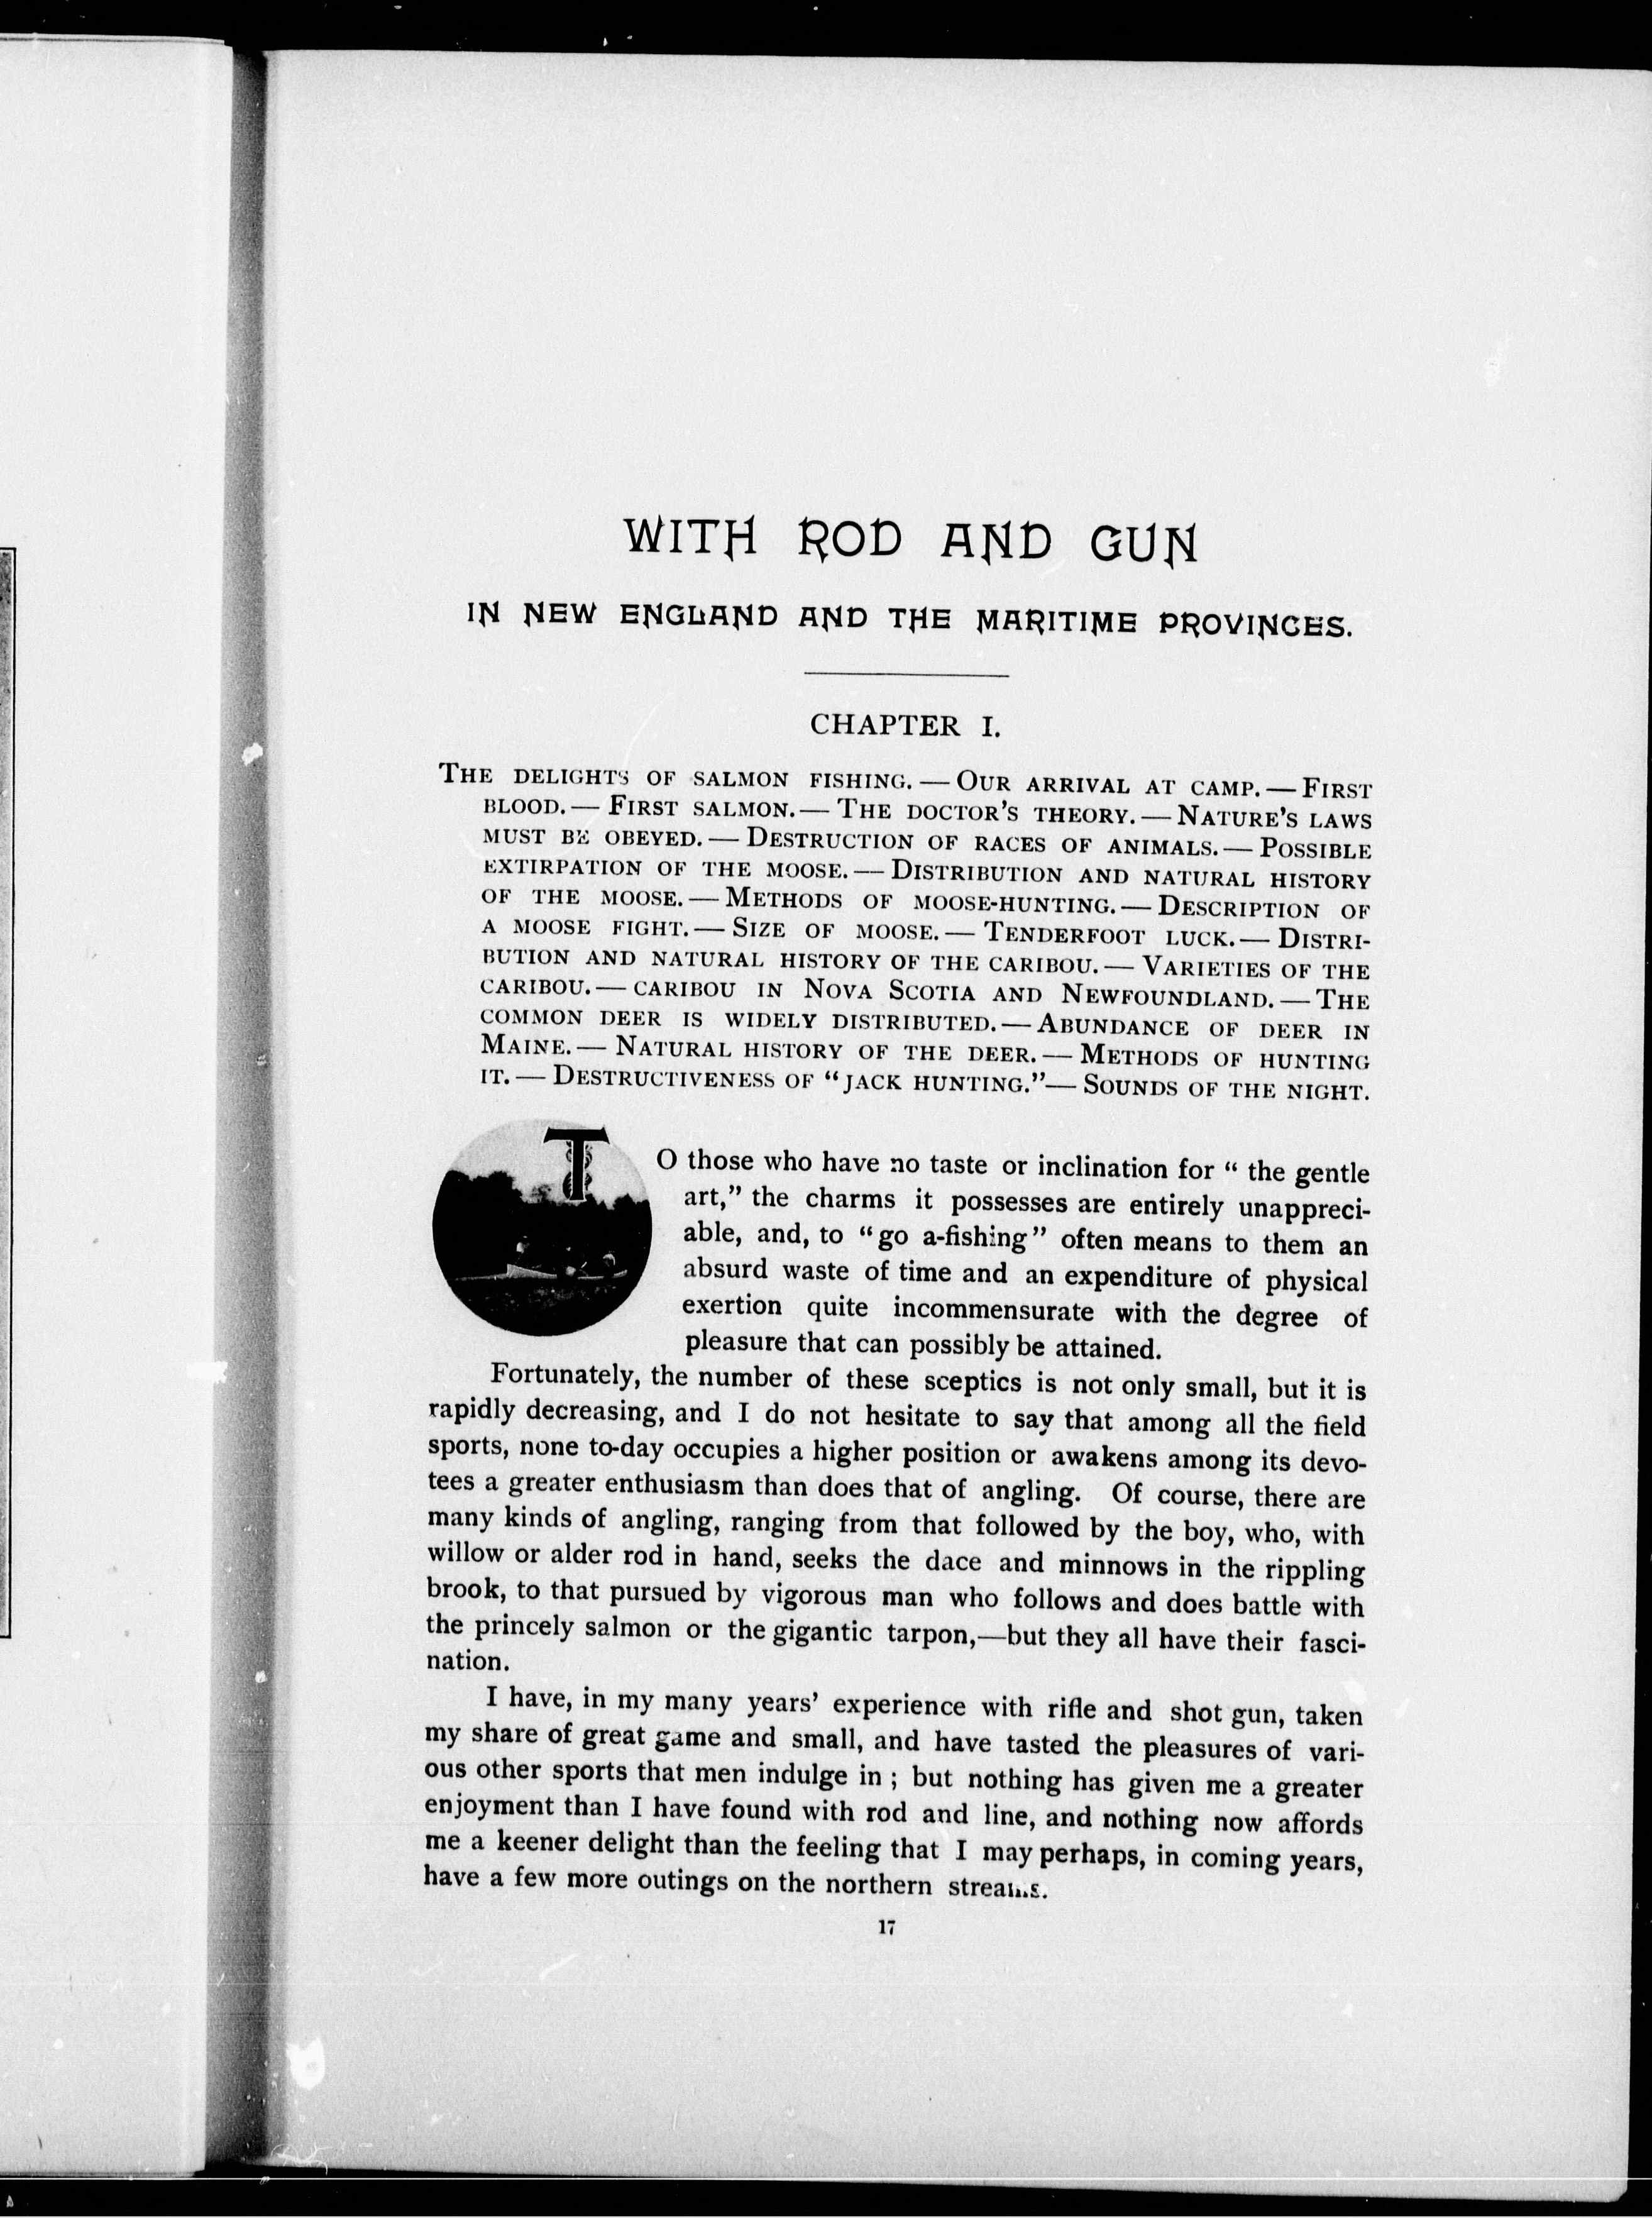 WITH ROD AND GUN
IN NEW ENGLAND AND THE MARITIME PROVINCES.
CHAPTER I.
THE DELIGHTS OF SALMON FISHING. — OUR ARRIVAL AT CAMP. — FIRST
BLOOD. — FIRST SALMON. — THE DOCTOR'S THEORY. — NATURE'S LAWS
MUST BE OBEYED. — DESTRUCTION OF RACES OF ANIMALS. — POSSIBLE
EXTIRPATION OF THE MOOSE. — DISTRIBUTION AND NATURAL HISTORY
OF THE MOOSE. — METHODS OF MOOSE-HUNTING. — DESCRIPTION OF
A MOOSE FIGHT. — SIZE OF MOOSE. — TENDERFOOT LUCK. — DISTRI-
BUTION AND NATURAL HISTORY OF THE CARIBOU. — VARIETIES OF THE
CARIBOU. — CARIBOU IN NOVA SCOTIA AND NEWFOUNDLAND. — THE
COMMON DEER IS WIDELY DISTRIBUTED. — ABUNDANCE OF DEER IN
MAINE. — NATURAL HISTORY OF THE DEER. — METHODS OF HUNTING
IT. — DESTRUCTIVENESS OF "JACK HUNTING." — SOUNDS OF THE NIGHT.
TO those who have no taste or inclination for " the gentle
art," the charms it possesses are entirely unappreci-
able, and, to "go a-fishing" often means to them an
absurd waste of time and an expenditure of physical
exertion quite incommensurate with the degree of
pleasure that can possibly be attained.
Fortunately, the number of these sceptics is not only small, but it is
rapidly decreasing, and I do not hesitate to say that among all the field
sports, none to-day occupies a higher position or awakens among its devo-
tees a greater enthusiasm than does that of angling. Of course, there are
many kinds of angling, ranging from that followed by the boy, who, with
willow or alder rod in hand, seeks the dace and minnows in the rippling
brook, to that pursued by vigorous man who follows and does battle with
the princely salmon or the gigantic tarpon,—but they all have their fasci-
nation.
I have, in my many years' experience with rifle and shot gun, taken
my share of great game and small, and have tasted the pleasures of vari-
ous other sports that men indulge in ; but nothing has given me a greater
enjoyment than I have found with rod and line, and nothing now affords
me a keener delight than the feeling that I may perhaps, in coming years,
have a few more outings on the northern streams.
17